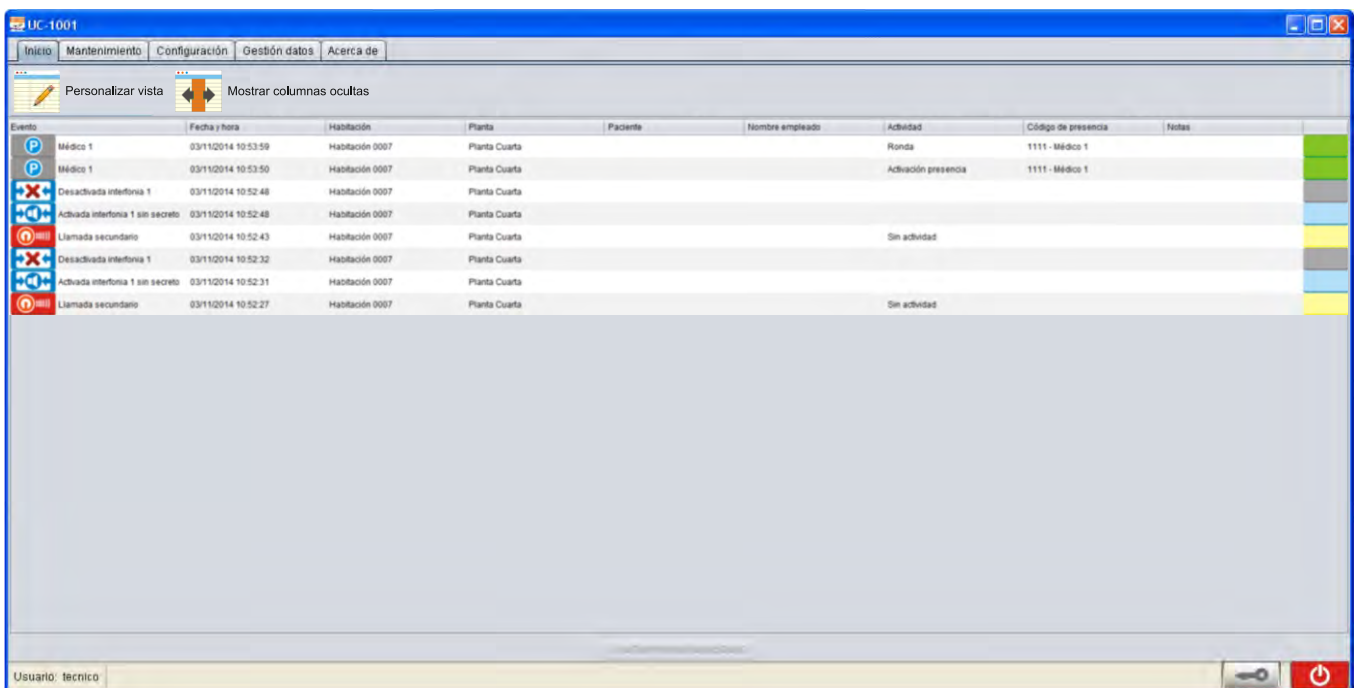 UC-1001
Inicio Mantenimiento Configuración Gestión datos Acerca de
Personalizar vista Mostrar columnas ocultas
Evento Fecha y hora Habitación Planta Paciente Nombre empleado Actividad Código de presencia Notas
P Médico 1 03/11/2014 10:53:59 Habitación 0007 Planta Cuarta Ronda 1111 - Médico 1
P Médico 1 03/11/2014 10:53:50 Habitación 0007 Planta Cuarta Activación presencia 1111 - Médico 1
Desactivada interfonia 1 03/11/2014 10:52:48 Habitación 0007 Planta Cuarta
Activada interfonia 1 sin secreto 03/11/2014 10:52:48 Habitación 0007 Planta Cuarta
Llamada secundario 03/11/2014 10:52:43 Habitación 0007 Planta Cuarta Sin actividad
Desactivada interfonia 1 03/11/2014 10:52:32 Habitación 0007 Planta Cuarta
Activada interfonia 1 sin secreto 03/11/2014 10:52:31 Habitación 0007 Planta Cuarta
Llamada secundario 03/11/2014 10:52:27 Habitación 0007 Planta Cuarta Sin actividad
Usuario: tecnico